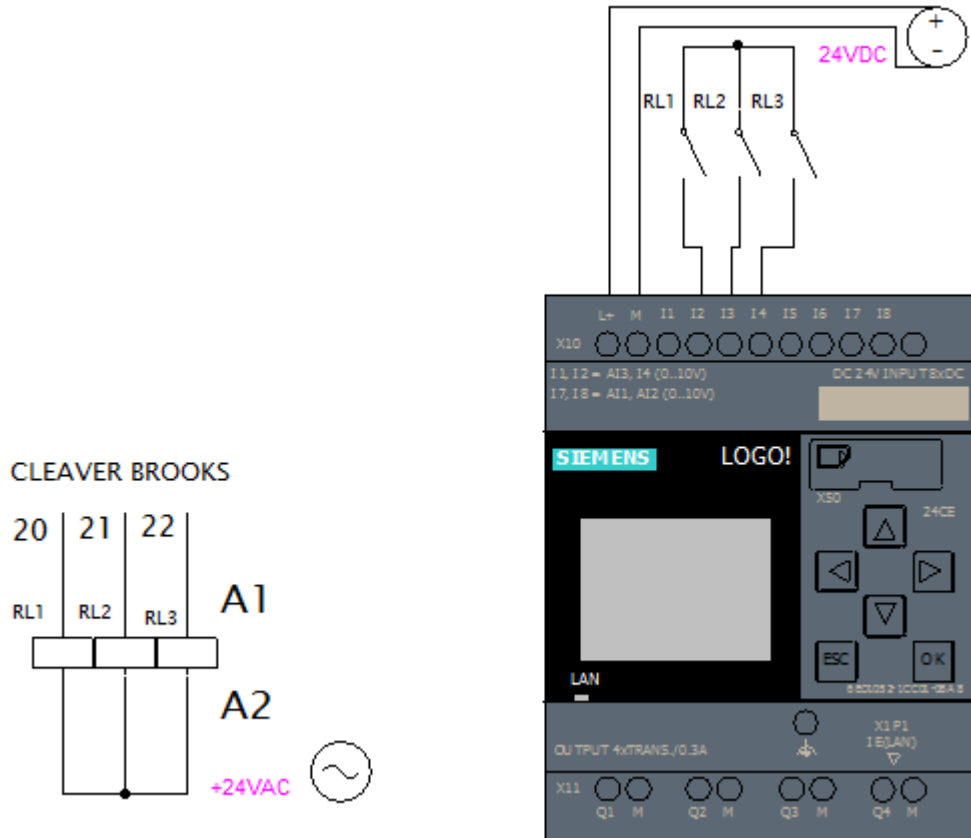 +
-
24VDC
RL1 RL2 RL3
L+ M I1 I2 I3 I4 I5 I6 I7 I8
X10
I1, I2 = AI3, I4 (0..10V)
DC 24V INPUT 8xDC
I7, I8 = AI1, AI2 (0..10V)
SIEMENS LOGO!
X50
24CE
ESC
OK
LAN
X1P1
OUTPUT 4xTRANS./0.3A
I E(LAN)
X11
Q1 M Q2 M Q3 M Q4 M
CLEAVER BROOKS
20 21 22
RL1 RL2 RL3 A1
A2
+24VAC